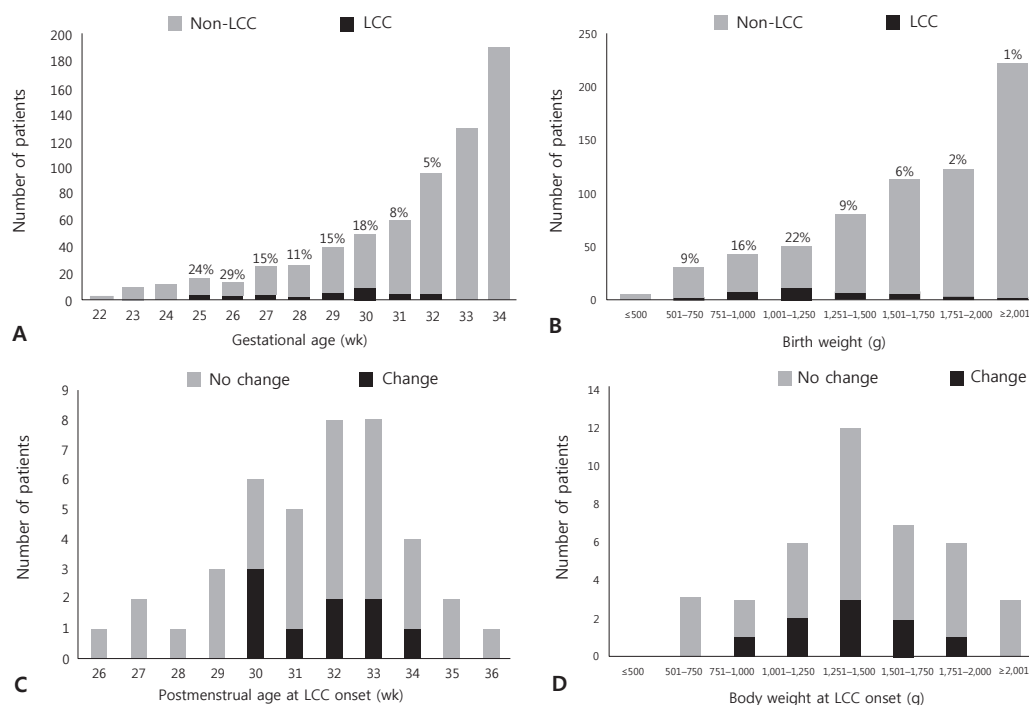 Non-LCC LCC
Number of patients
200
180
160
140
120
100
80
60
40
20
0
24% 29% 15% 11% 15% 18% 8% 5%
22 23 24 25 26 27 28 29 30 31 32 33 34
Gestational age (wk)
A
Non-LCC LCC
Number of patients
250
200
150
100
50
0
9% 16% 22% 9% 6% 2% 1%
≤500 501–750 751–1,000 1,001–1,250 1,251–1,500 1,501–1,750 1,751–2,000 ≥2,001
Birth weight (g)
B
No change Change
Number of patients
9
8
7
6
5
4
3
2
1
0
26 27 28 29 30 31 32 33 34 35 36
Postmenstrual age at LCC onset (wk)
C
No change Change
Number of patients
14
12
10
8
6
4
2
0
≤500 501–750 751–1,000 1,001–1,250 1,251–1,500 1,501–1,750 1,751–2,000 ≥2,001
Body weight at LCC onset (g)
D